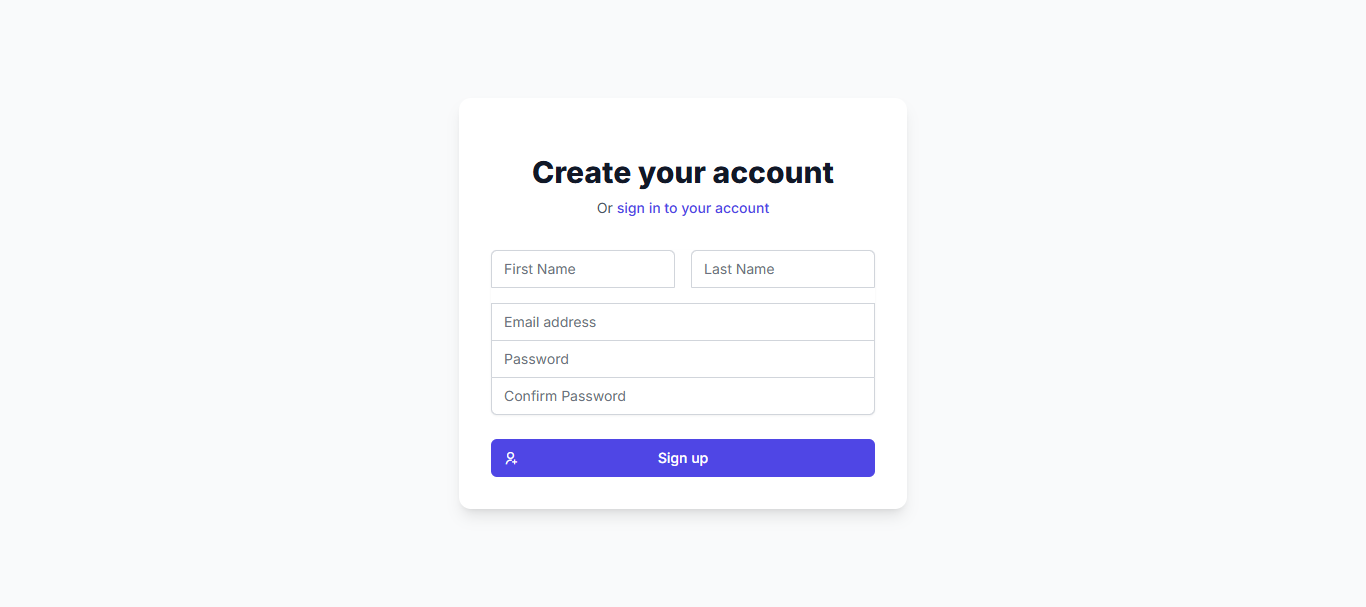 Create your account
Or sign in to your account
First Name
Last Name
Email address
Password
Confirm Password
Sign up